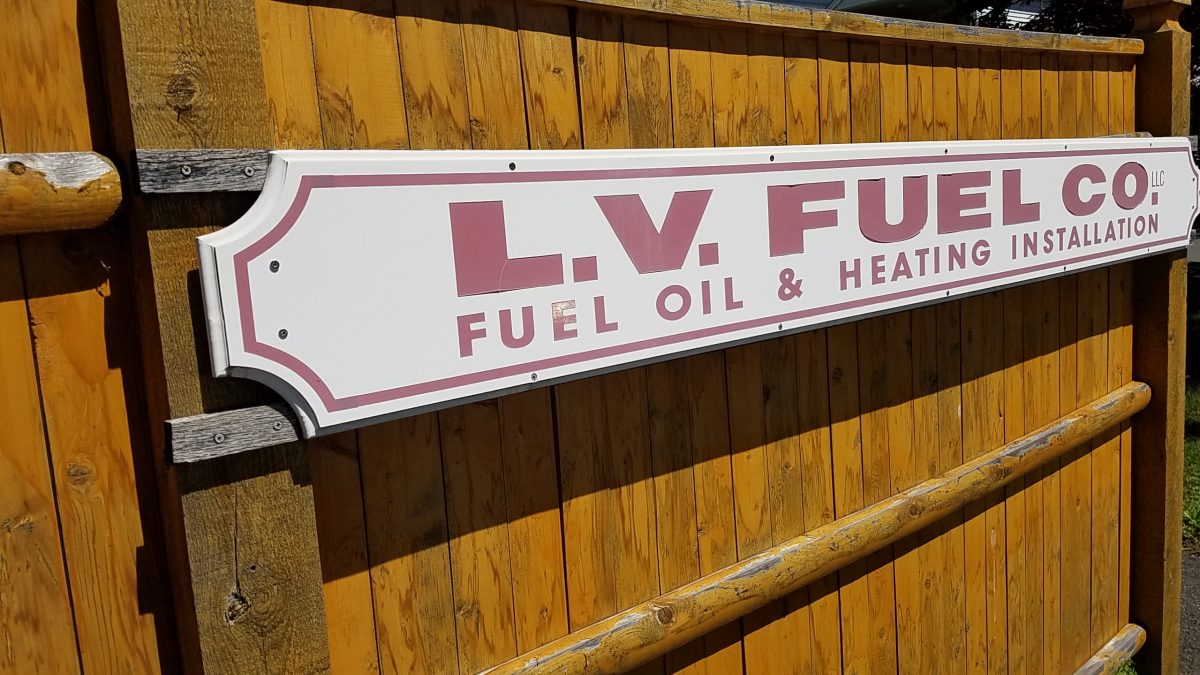 L.V. FUEL CO. LLC
FUEL OIL & HEATING INSTALLATION